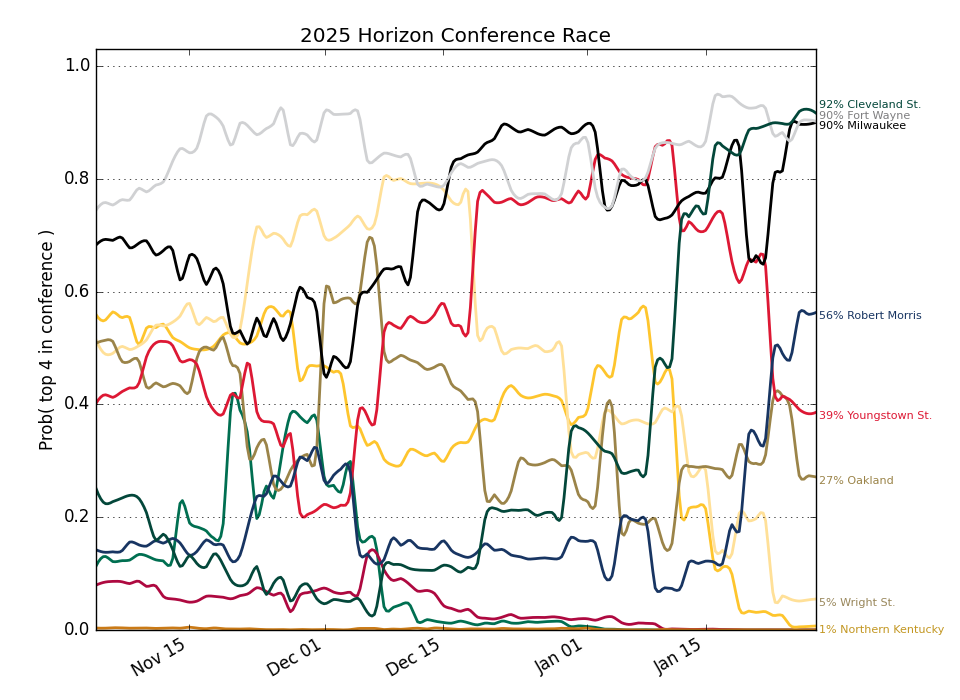 2025 Horizon Conference Race
Prob( top 4 in conference )
1.0
0.8
0.6
0.4
0.2
0.0
Nov 15
Dec 01
Dec 15
Jan 01
Jan 15
92% Cleveland St.
90% Fort Wayne
90% Milwaukee
56% Robert Morris
39% Youngstown St.
27% Oakland
5% Wright St.
1% Northern Kentucky